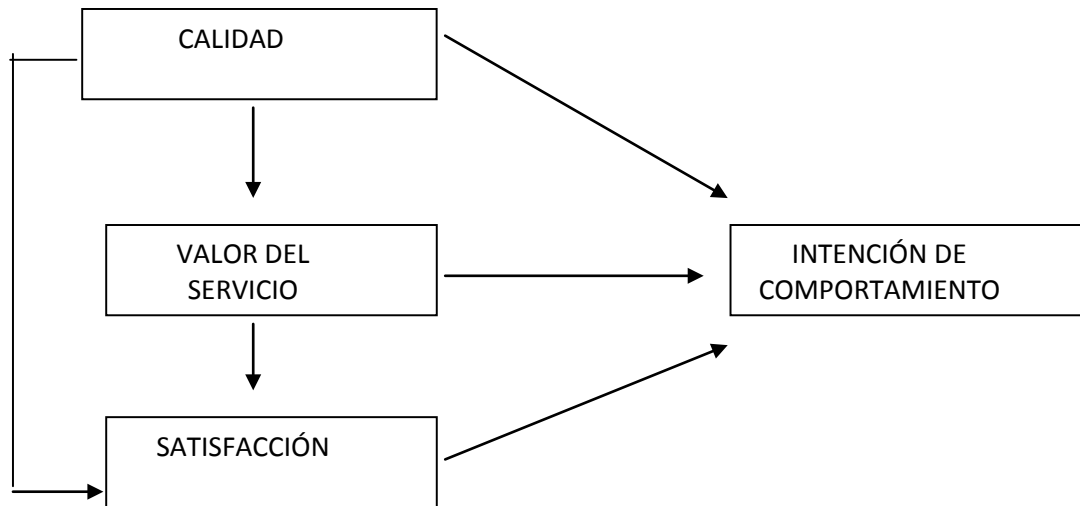 CALIDAD
VALOR DEL
SERVICIO
INTENCIÓN DE
COMPORTAMIENTO
SATISFACCIÓN